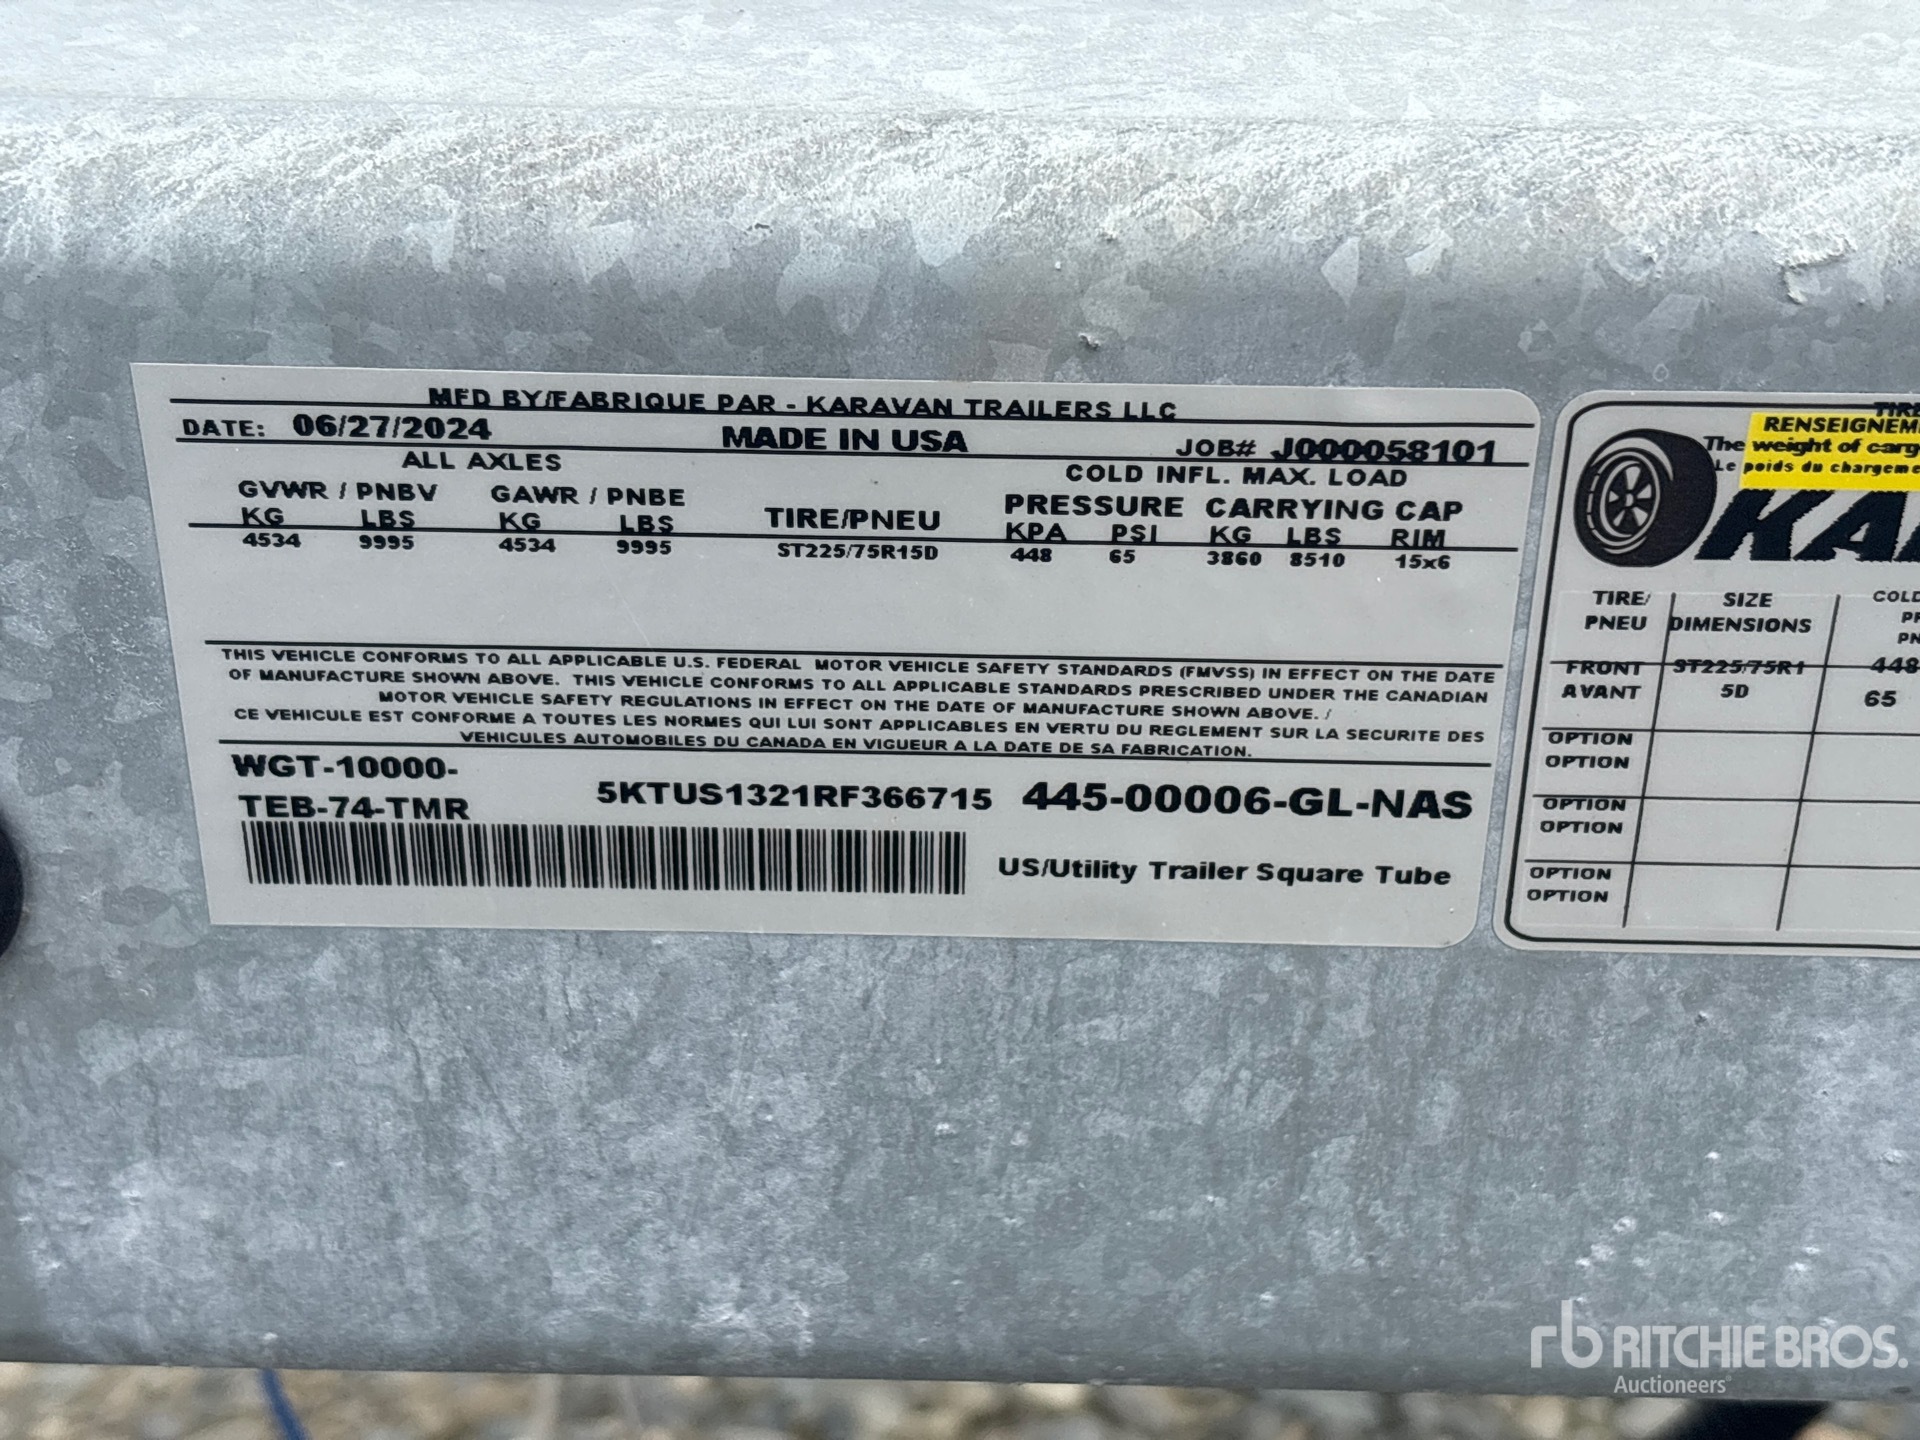 MFD BY/FABRIQUE PAR - KARAVAN TRAILERS LLC
DATE: 06/27/2024 MADE IN USA JOB# J000058101
ALL AXLES COLD INFL. MAX. LOAD
GVWR / PNBV GAWR / PNBE TIRE/PNEU PRESSURE CARRYING CAP
KG LBS KG LBS KPA PSI KG LBS RIM
4534 9995 4534 9995 ST225/75R15D 448 65 3860 8510 15x6
THIS VEHICLE CONFORMS TO ALL APPLICABLE U.S. FEDERAL MOTOR VEHICLE SAFETY STANDARDS (FMVSS) IN EFFECT ON THE DATE
OF MANUFACTURE SHOWN ABOVE. THIS VEHICLE CONFORMS TO ALL APPLICABLE STANDARDS PRESCRIBED UNDER THE CANADIAN
MOTOR VEHICLE SAFETY REGULATIONS IN EFFECT ON THE DATE OF MANUFACTURE SHOWN ABOVE. /
CE VEHICULE EST CONFORME A TOUTES LES NORMES QUI LUI SONT APPLICABLES EN VERTU DU REGLEMENT SUR LA SECURITE DES
VEHICULES AUTOMOBILES DU CANADA EN VIGUEUR A LA DATE DE SA FABRICATION.
WGT-10000-
TEB-74-TMR 5KTUS1321RF366715 445-00006-GL-NAS
US/Utility Trailer Square Tube
TIRE
RENSEIGNEM
The weight of carg
Le poids du chargeme
KA
TIRE/ SIZE COLD
PNEU DIMENSIONS
FRONT ST225/75R1 448
AVANT 5D 65
OPTION
OPTION
OPTION
OPTION
OPTION
OPTION
rb RITCHIE BROS.
Auctioneers